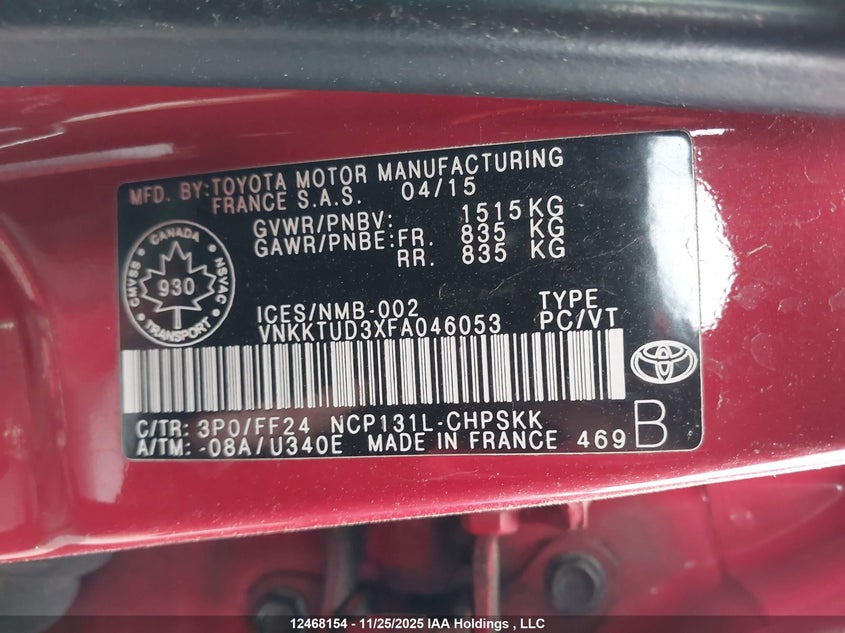 MFD. BY: TOYOTA MOTOR MANUFACTURING
FRANCE S.A.S. 04/15
GVWR/PNBV: 1515 KG
GAWR/PNBE: FR. 835 KG
RR. 835 KG
CANADA
CMVSS 930 NSVAC
TRANSPORT
ICES/NMB-002 TYPE
VNKKTUD3XFA046053 PC/VT
C/TR: 3P0/FF24 NCP131L-CHPSKK
A/TM: -08A/U340E MADE IN FRANCE 469 B
12468154 - 11/25/2025 IAA Holdings , LLC